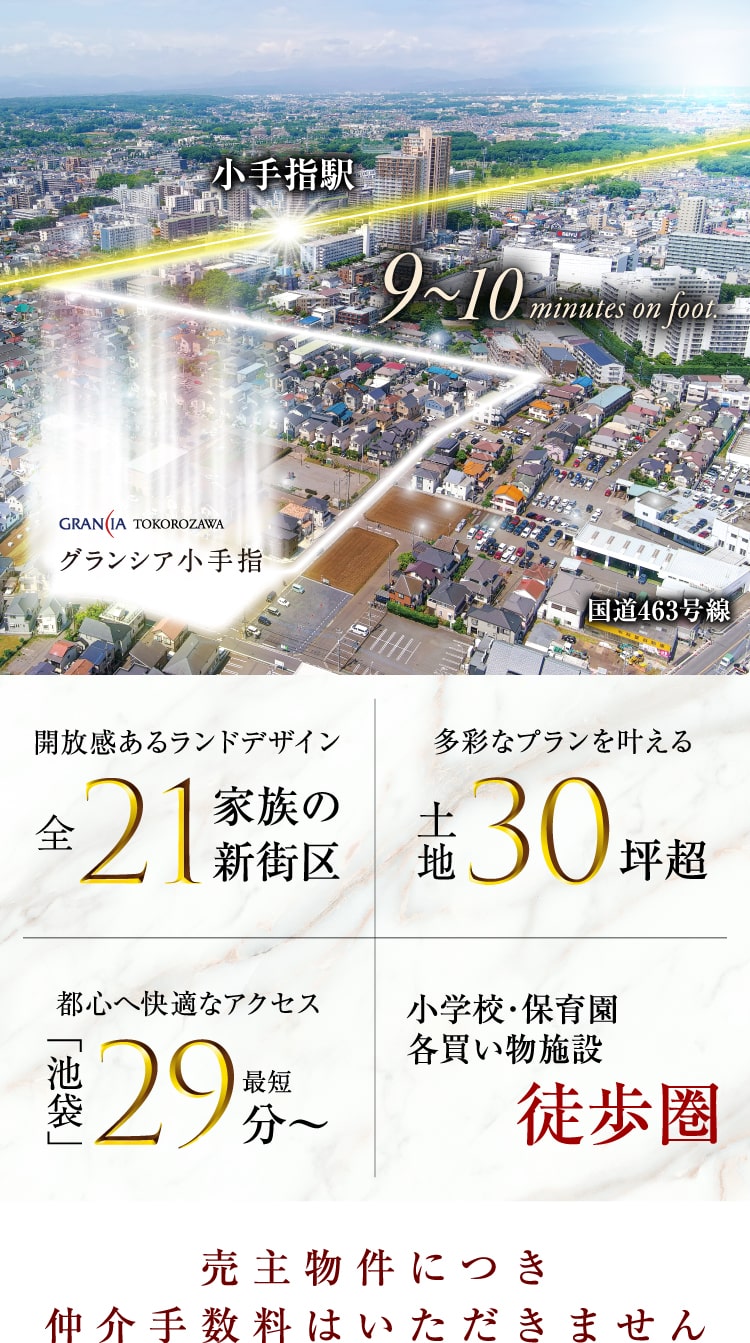 小手指駅
9~10 minutes on foot.
GRANCIA TOKOROZAWA
グランシア小手指
国道463号線
開放感あるランドデザイン
全21家族の
新街区
多彩なプランを叶える
土地30坪超
都心へ快適なアクセス
「池袋」29最短
分〜
小学校・保育園
各買い物施設
徒歩圏
売主物件につき
仲介手数料はいただきません